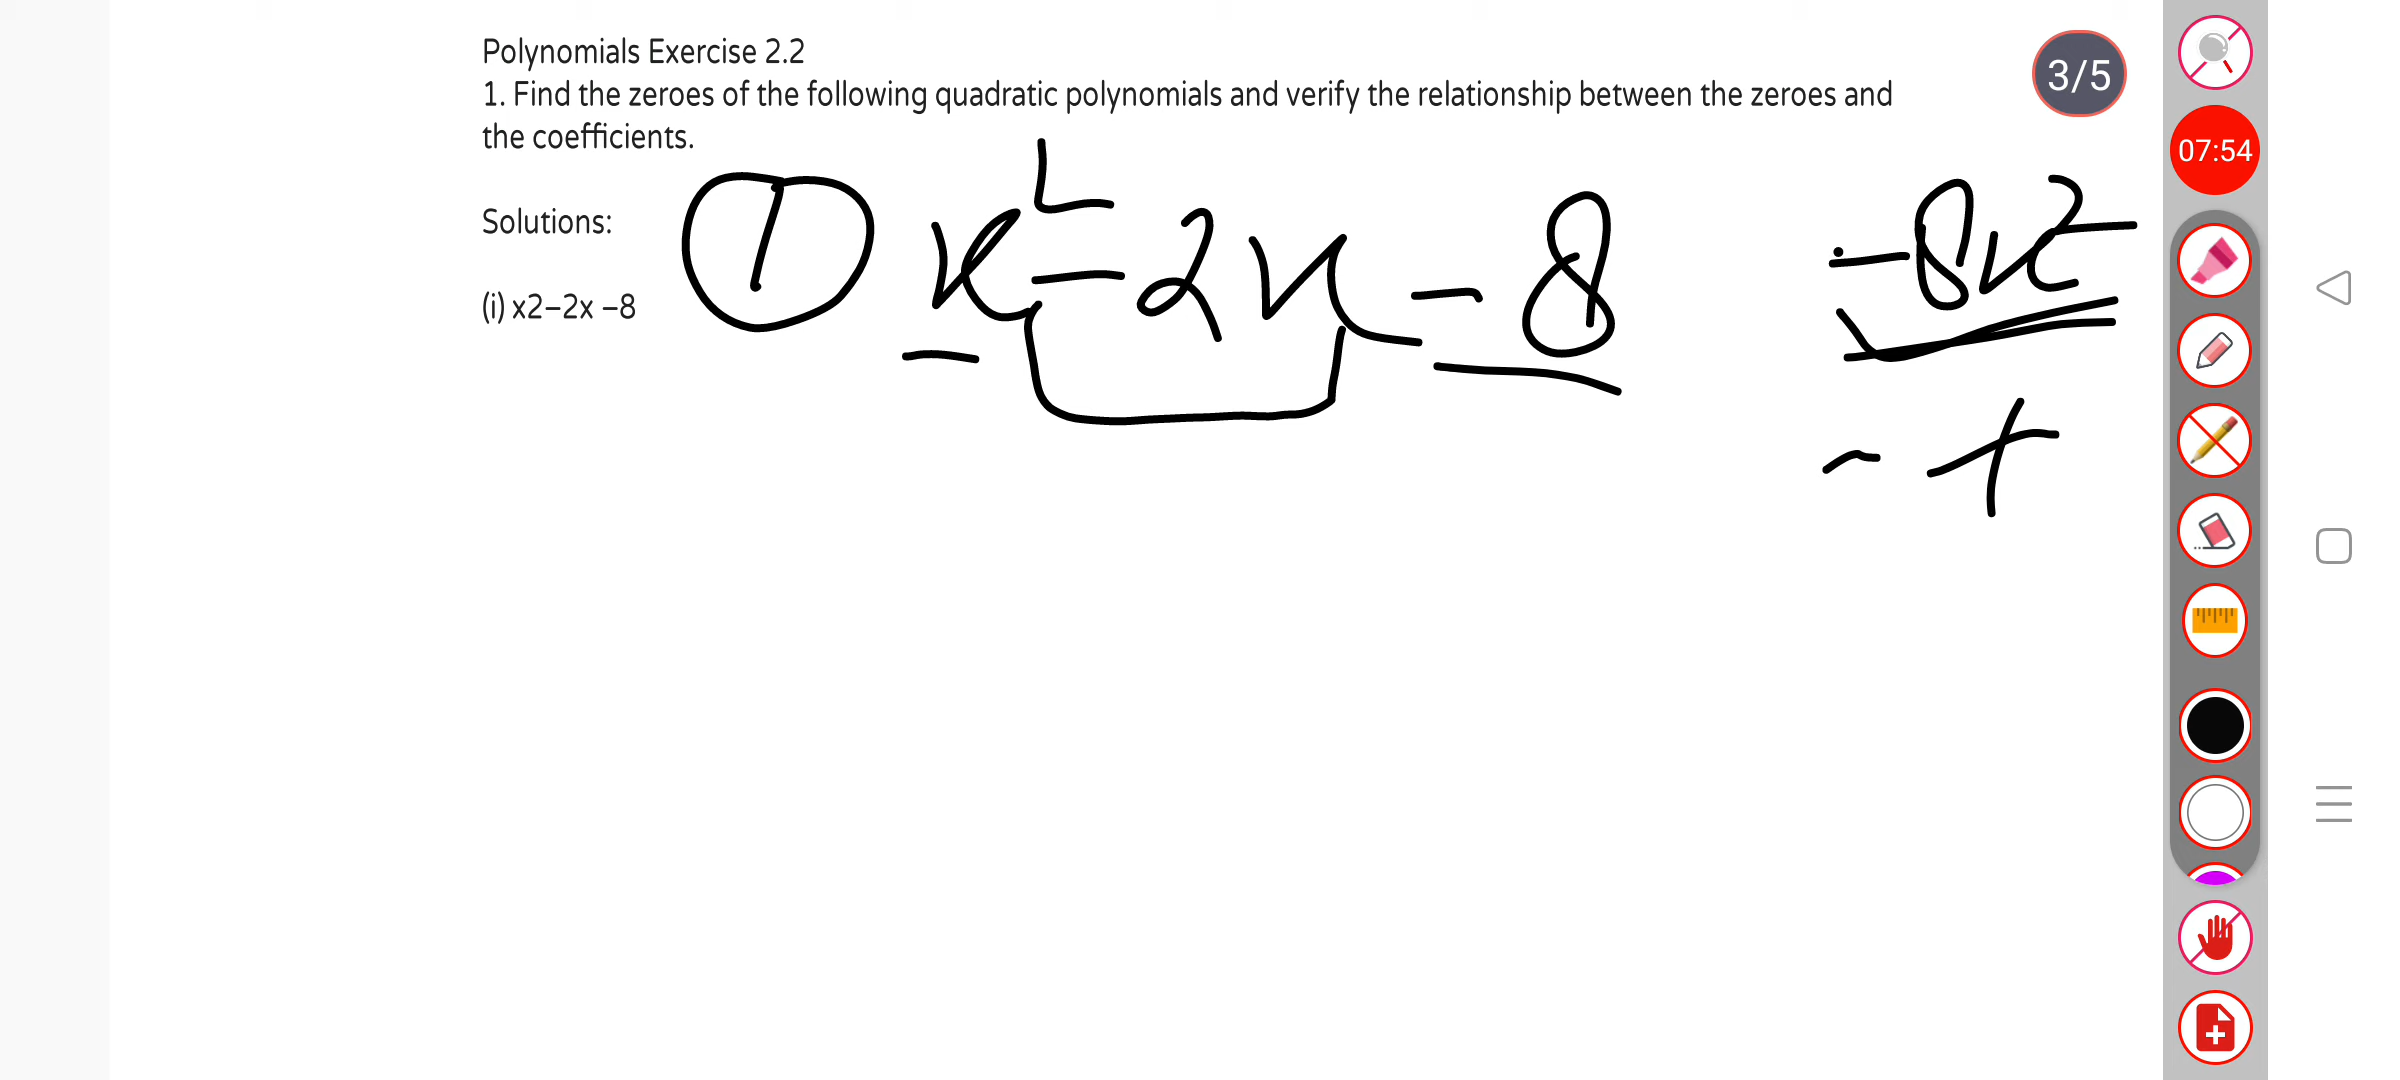 Polynomials Exercise 2.2
3/5
1. Find the zeroes of the following quadratic polynomials and verify the relationship between the zeroes and
the coefficients.
07:54
① x² - 2x - 8
-8x²
Solutions:
(i) x2–2x –8
- +